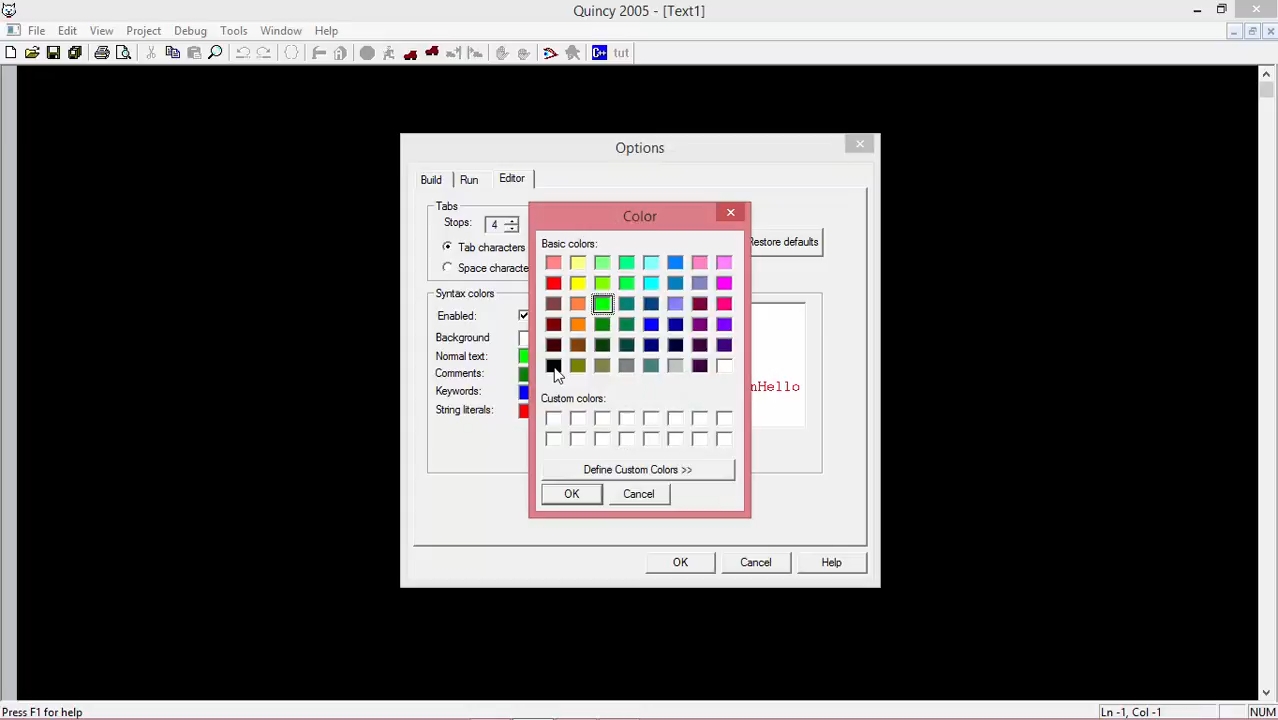 Quincy 2005 - [Text1]
File Edit View Project Debug Tools Window Help
C++ tut
Options
Build Run Editor
Tabs
Stops: 4
Tab characters
Space characte
Restore defaults
Syntax colors
Enabled:
Background
Normal text:
Comments:
Keywords:
String literals:
nHello
Color
Basic colors:
Custom colors:
Define Custom Colors >>
OK Cancel
OK Cancel Help
Press F1 for help Ln -1, Col -1 NUM